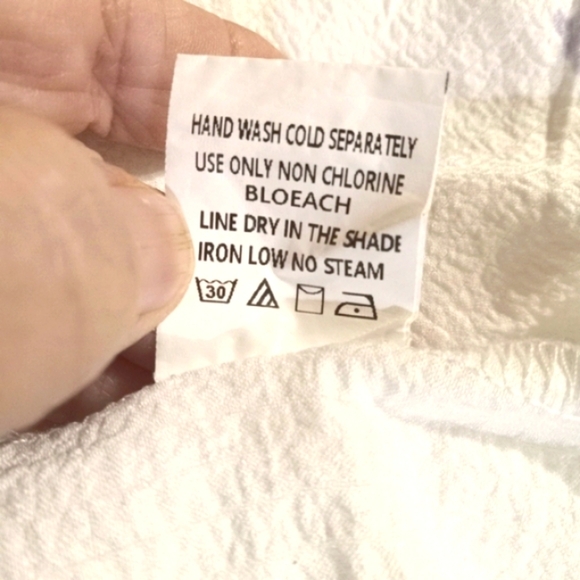 HAND WASH COLD SEPARATELY
USE ONLY NON CHLORINE
BLOEACH
LINE DRY IN THE SHADE
IRON LOW NO STEAM
30